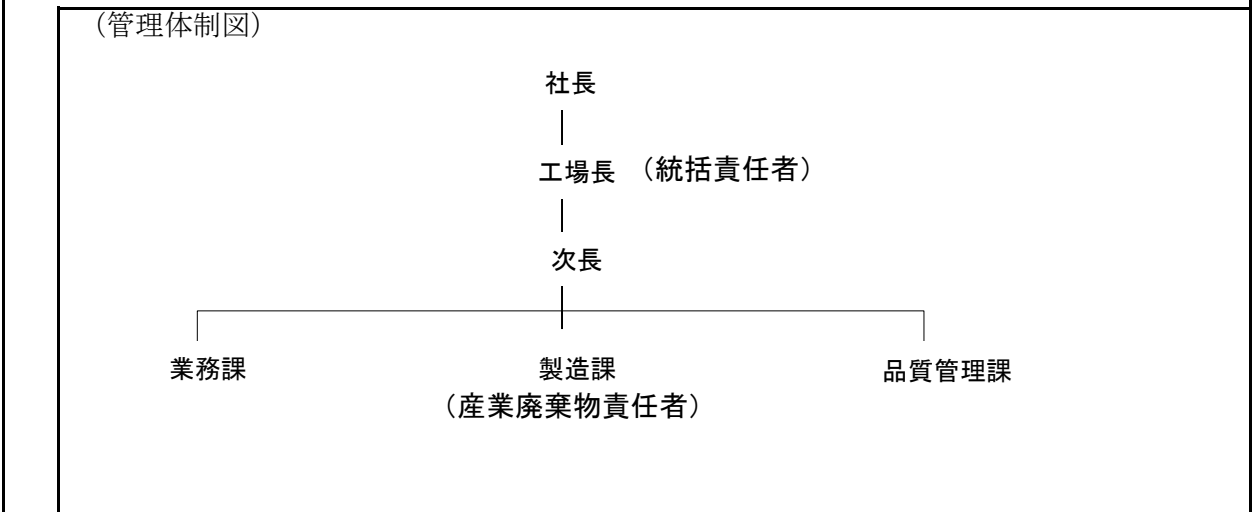 （管理体制図）
社長
工場長 （統括責任者）
次長
業務課 製造課 品質管理課
（産業廃棄物責任者）